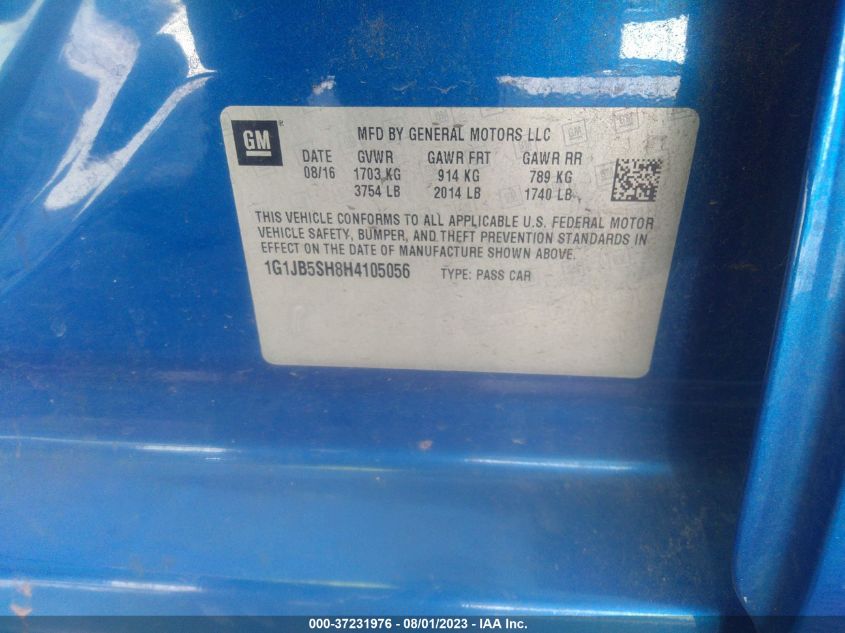 GM ®
MFD BY GENERAL MOTORS LLC
DATE GVWR GAWR FRT GAWR RR
08/16 1703 KG 914 KG 789 KG
3754 LB 2014 LB 1740 LB
THIS VEHICLE CONFORMS TO ALL APPLICABLE U.S. FEDERAL MOTOR
VEHICLE SAFETY, BUMPER, AND THEFT PREVENTION STANDARDS IN
EFFECT ON THE DATE OF MANUFACTURE SHOWN ABOVE.
1G1JB5SH8H4105056 TYPE: PASS CAR
000-37231976 - 08/01/2023 - IAA Inc.